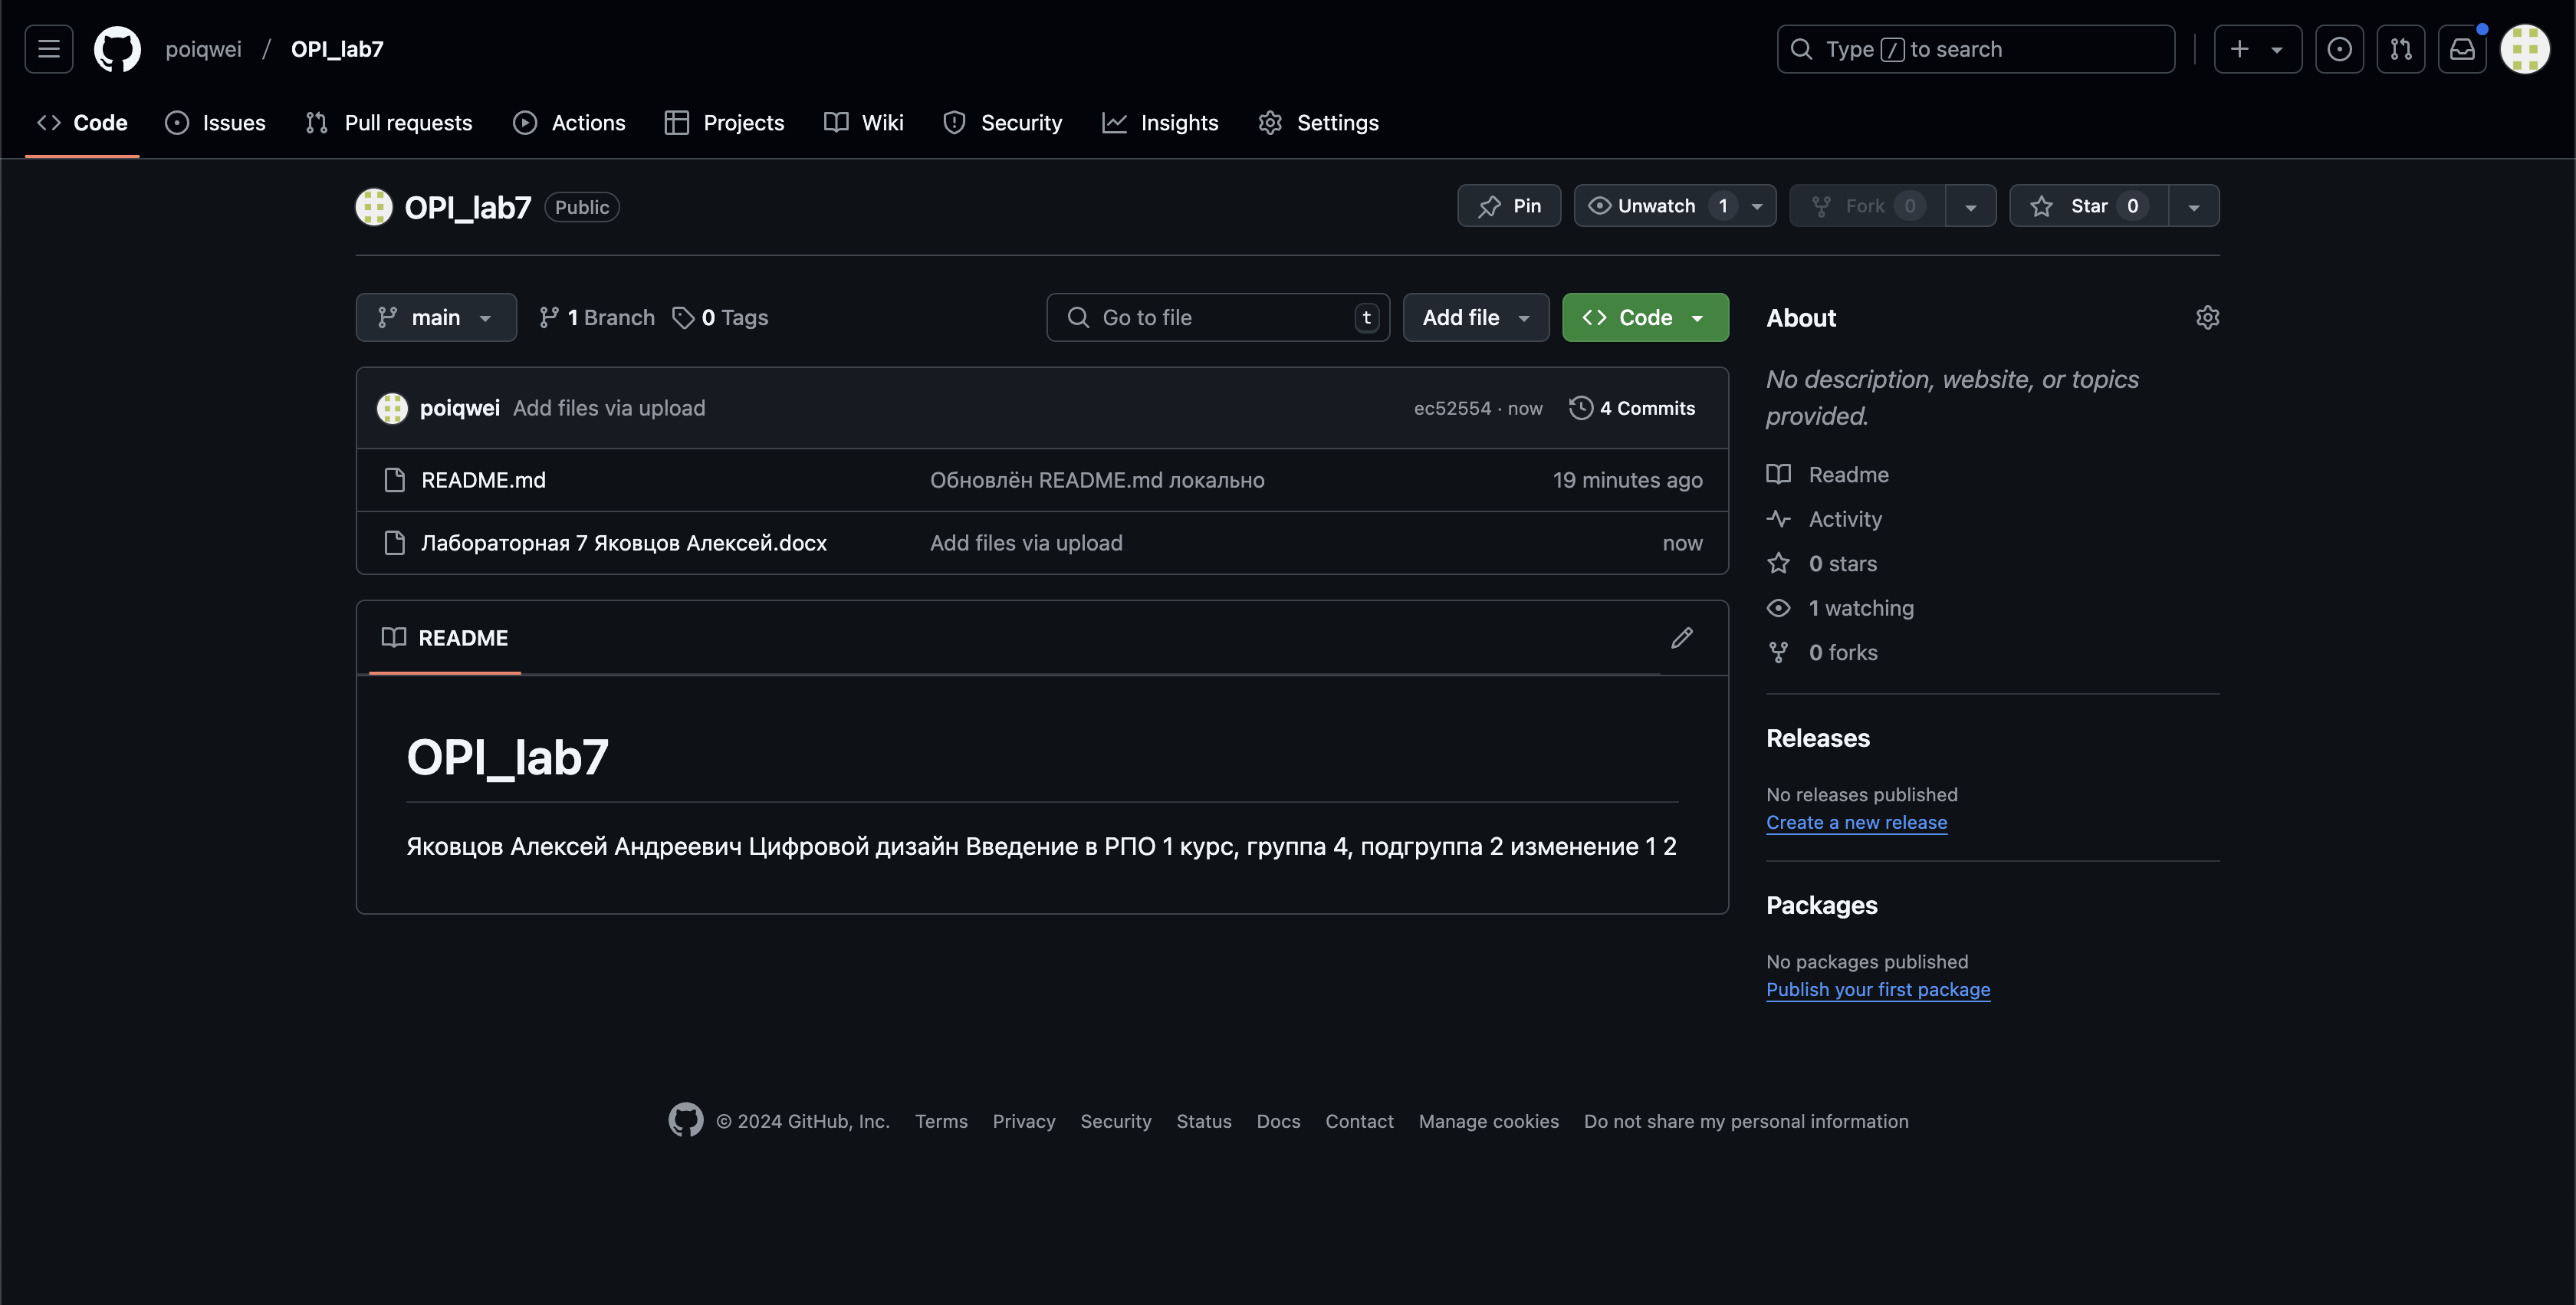 poiqwei / OPI_lab7
Type / to search
Code Issues Pull requests Actions Projects Wiki Security Insights Settings
OPI_lab7 Public
Pin Unwatch 1 Fork 0 Star 0
main 1 Branch 0 Tags Go to file t Add file Code
poiqwei Add files via upload ec52554 · now 4 Commits
README.md Обновлён README.md локально 19 minutes ago
Лабораторная 7 Яковцов Алексей.docx Add files via upload now
README
OPI_lab7
Яковцов Алексей Андреевич Цифровой дизайн Введение в РПО 1 курс, группа 4, подгруппа 2 изменение 1 2
About
No description, website, or topics
provided.
Readme
Activity
0 stars
1 watching
0 forks
Releases
No releases published
Create a new release
Packages
No packages published
Publish your first package
© 2024 GitHub, Inc. Terms Privacy Security Status Docs Contact Manage cookies Do not share my personal information